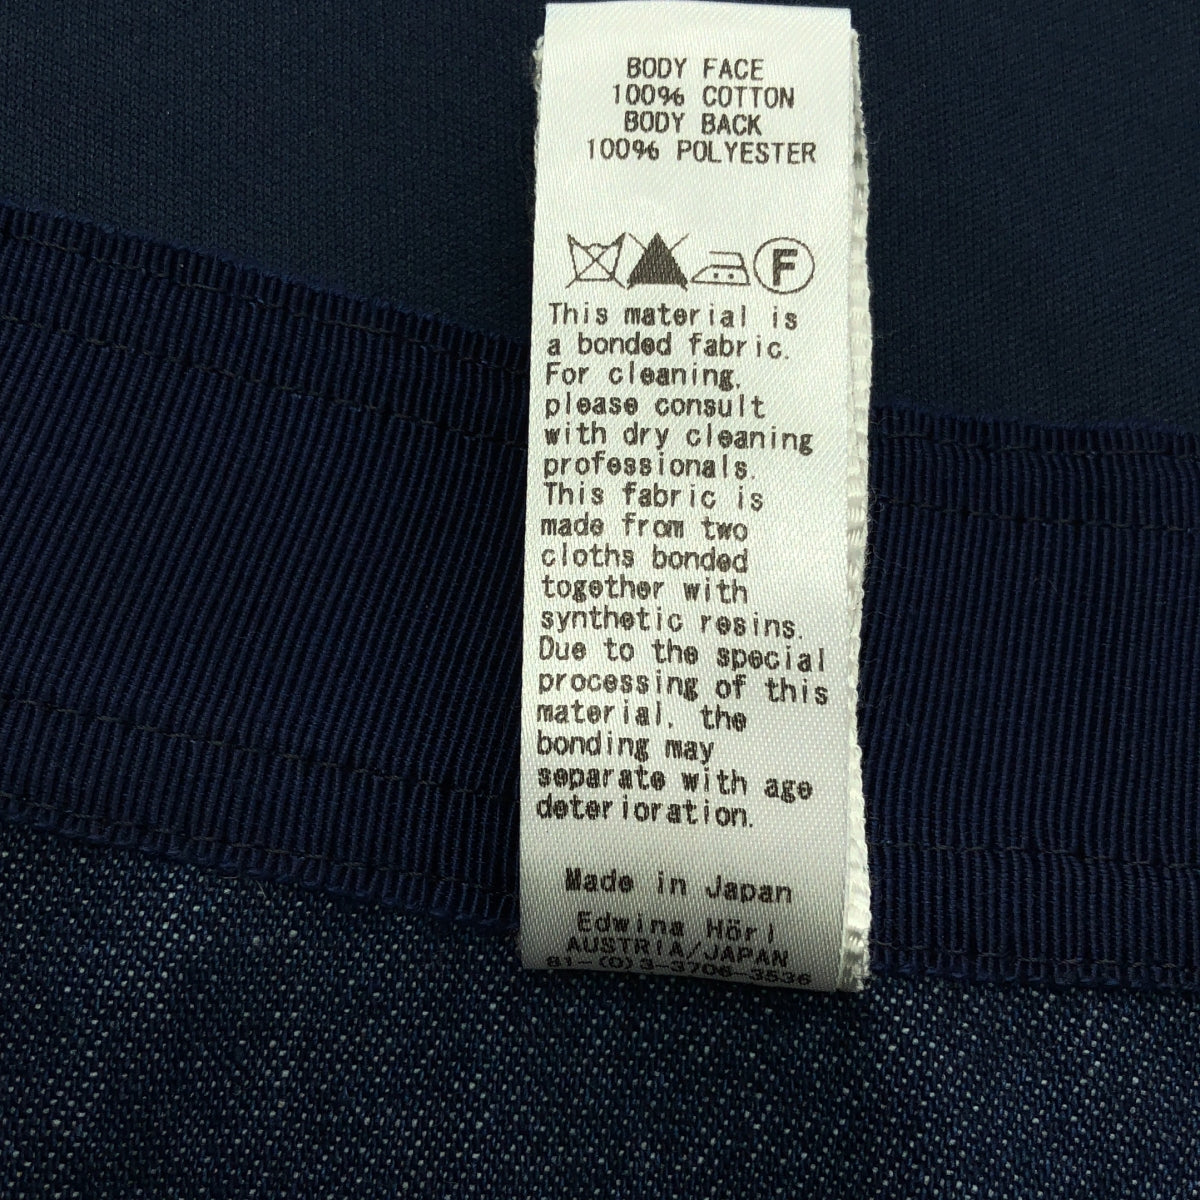 BODY FACE
100% COTTON
BODY BACK
100% POLYESTER
F
This material is
a bonded fabric.
For cleaning,
please consult
with dry cleaning
professionals.
This fabric is
made from two
cloths bonded
together with
synthetic resins.
Due to the special
processing of this
material, the
bonding may
separate with age
deterioration.
Made in Japan
Edwina Höri
AUSTRIA/JAPAN
81-(0)3-3706-3536